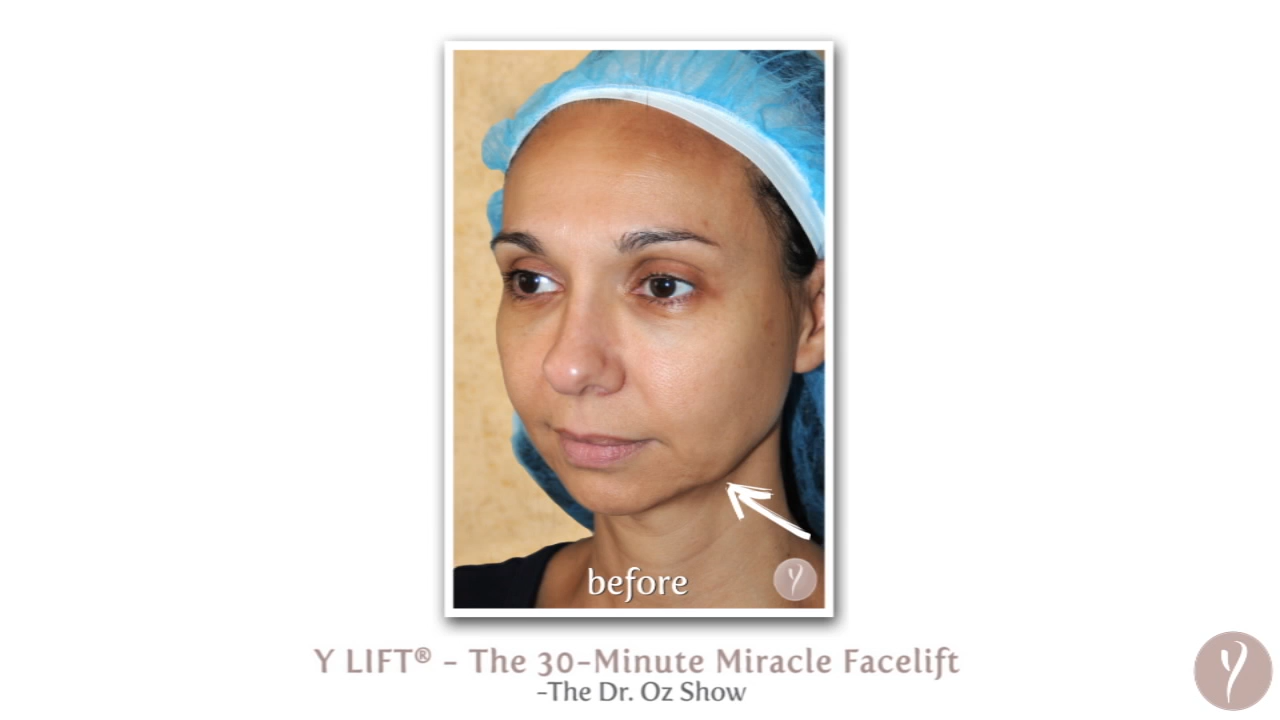 before
Y LIFT® - The 30-Minute Miracle Facelift
-The Dr. Oz Show